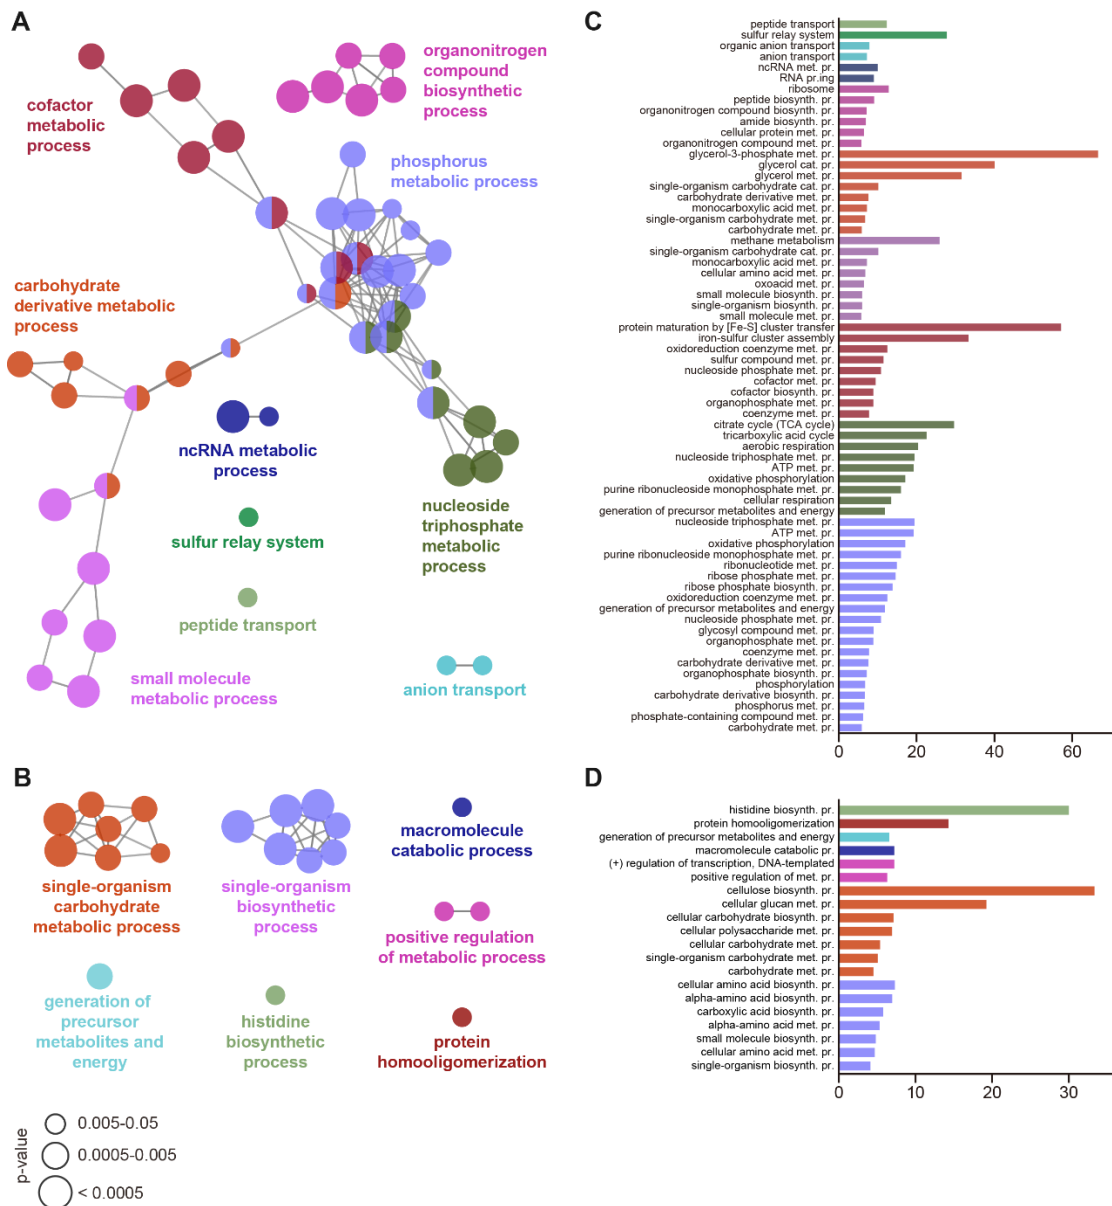 A
cofactor
metabolic
process
organonitrogen
compound
biosynthetic
process
phosphorus
metabolic process
carbohydrate
derivative metabolic
process
ncRNA metabolic
process
sulfur relay system
peptide transport
nucleoside
triphosphate
metabolic
process
small molecule
metabolic process
anion transport
B
single-organism
carbohydrate
metabolic process
single-organism
biosynthetic
process
macromolecule
catabolic process
positive regulation
of metabolic process
generation of
precursor
metabolites and
energy
histidine
biosynthetic
process
protein
homooligomerization
p-value
0.005-0.05
0.0005-0.005
< 0.0005
C
peptide transport
sulfur relay system
organic anion transport
anion transport
ncRNA met. pr.
RNA pr.ing
ribosome
peptide biosynth. pr.
organonitrogen compound biosynth. pr.
amide biosynth. pr.
cellular protein met. pr.
organonitrogen compound met. pr.
glycerol-3-phosphate met. pr.
glycerol cat. pr.
glycerol met. pr.
single-organism carbohydrate cat. pr.
carbohydrate derivative met. pr.
monocarboxylic acid met. pr.
single-organism carbohydrate met. pr.
carbohydrate met. pr.
methane metabolism
single-organism carbohydrate cat. pr.
monocarboxylic acid met. pr.
cellular amino acid met. pr.
oxoacid met. pr.
small molecule biosynth. pr.
single-organism biosynth. pr.
small molecule met. pr.
protein maturation by [Fe-S] cluster transfer
iron-sulfur cluster assembly
oxidoreduction coenzyme met. pr.
sulfur compound met. pr.
nucleoside phosphate met. pr.
cofactor met. pr.
cofactor biosynth. pr.
organophosphate met. pr.
coenzyme met. pr.
citrate cycle (TCA cycle)
tricarboxylic acid cycle
aerobic respiration
nucleoside triphosphate met. pr.
ATP met. pr.
oxidative phosphorylation
purine ribonucleoside monophosphate met. pr.
cellular respiration
generation of precursor metabolites and energy
nucleoside triphosphate met. pr.
ATP met. pr.
oxidative phosphorylation
purine ribonucleoside monophosphate met. pr.
ribonucleotide met. pr.
ribose phosphate met. pr.
ribose phosphate biosynth. pr.
oxidoreduction coenzyme met. pr.
generation of precursor metabolites and energy
nucleoside phosphate met. pr.
glycosyl compound met. pr.
organophosphate met. pr.
coenzyme met. pr.
carbohydrate derivative met. pr.
organophosphate biosynth. pr.
phosphorylation
carbohydrate derivative biosynth. pr.
phosphorus met. pr.
phosphate-containing compound met. pr.
carbohydrate met. pr.
0 20 40 60
D
histidine biosynth. pr.
protein homooligomerization
generation of precursor metabolites and energy
macromolecule catabolic pr.
(+) regulation of transcription, DNA-templated
positive regulation of met. pr.
cellulose biosynth. pr.
cellular glucan met. pr.
cellular carbohydrate biosynth. pr.
cellular polysaccharide met. pr.
cellular carbohydrate met. pr.
single-organism carbohydrate met. pr.
carbohydrate met. pr.
cellular amino acid biosynth. pr.
alpha-amino acid biosynth. pr.
carboxylic acid biosynth. pr.
alpha-amino acid met. pr.
small molecule biosynth. pr.
cellular amino acid met. pr.
single-organism biosynth. pr.
0 10 20 30